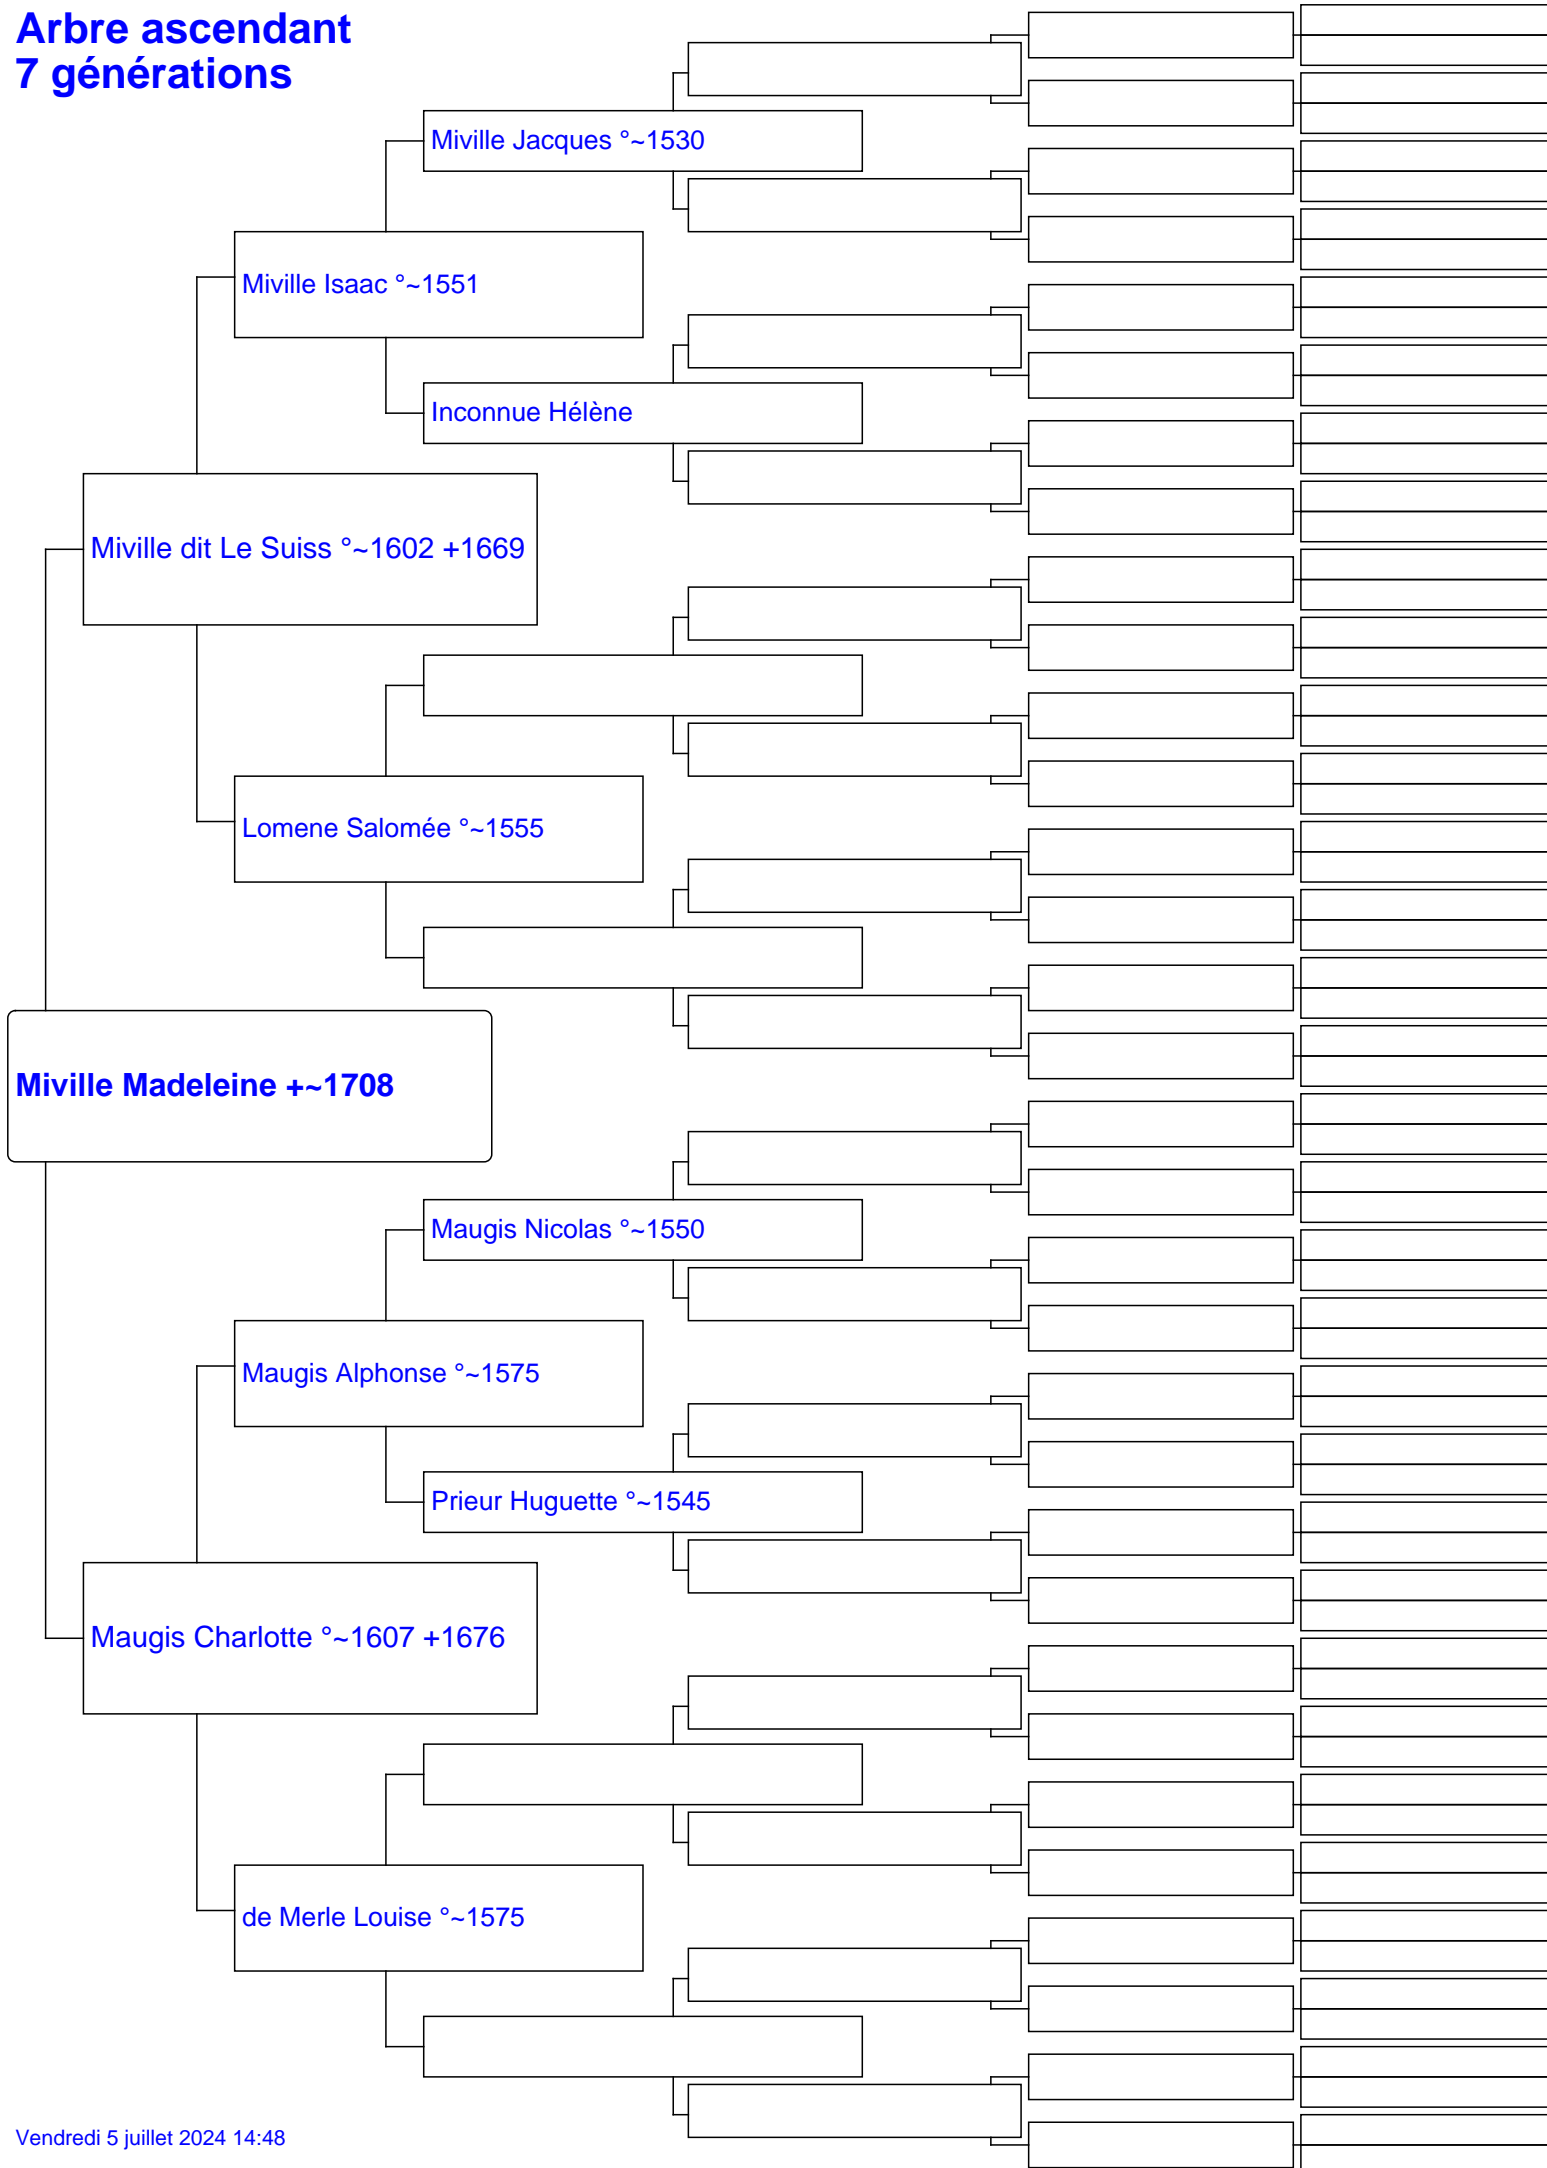 Arbre ascendant
7 générations
Miville Jacques °~1530
Miville Isaac °~1551
Inconnue Hélène
Miville dit Le Suiss °~1602 +1669
Lomene Salomée °~1555
Miville Madeleine +~1708
Maugis Nicolas °~1550
Maugis Alphonse °~1575
Prieur Huguette °~1545
Maugis Charlotte °~1607 +1676
de Merle Louise °~1575
Vendredi 5 juillet 2024 14:48